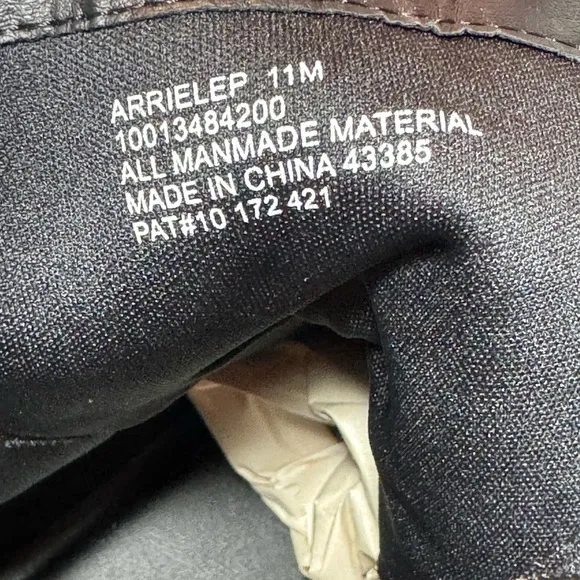 ARRIELEP 11M
10013484200
ALL MANMADE MATERIAL
MADE IN CHINA 43385
PAT#10 172 421